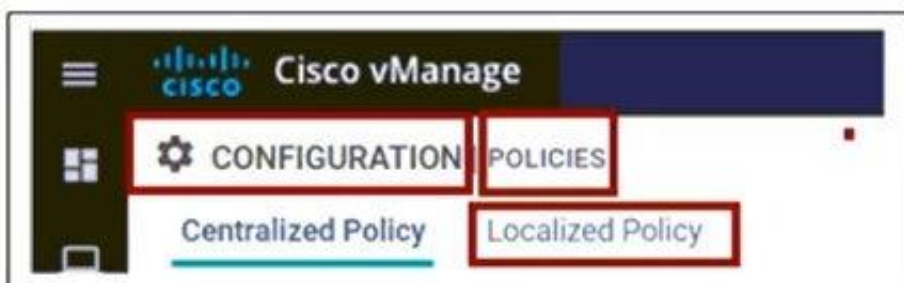 CISCO Cisco vManage
CONFIGURATION | POLICIES
Centralized Policy Localized Policy